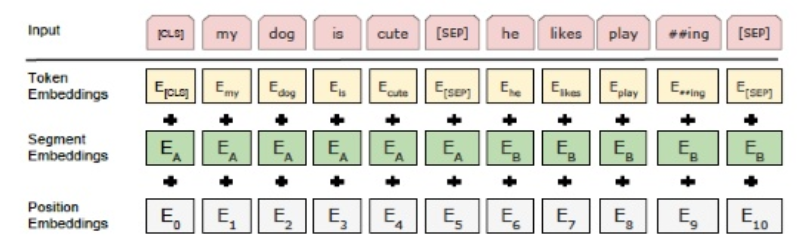 Input [CLS] my dog is cute [SEP] he likes play ##ing [SEP]
Token
Embeddings E[CLS] Emy Edog Eis Ecute E[SEP] Ehe Elikes Eplay E##ing E[SEP]
Segment
Embeddings EA EA EA EA EA EA EB EB EB EB EB
Position
Embeddings E0 E1 E2 E3 E4 E5 E6 E7 E8 E9 E10